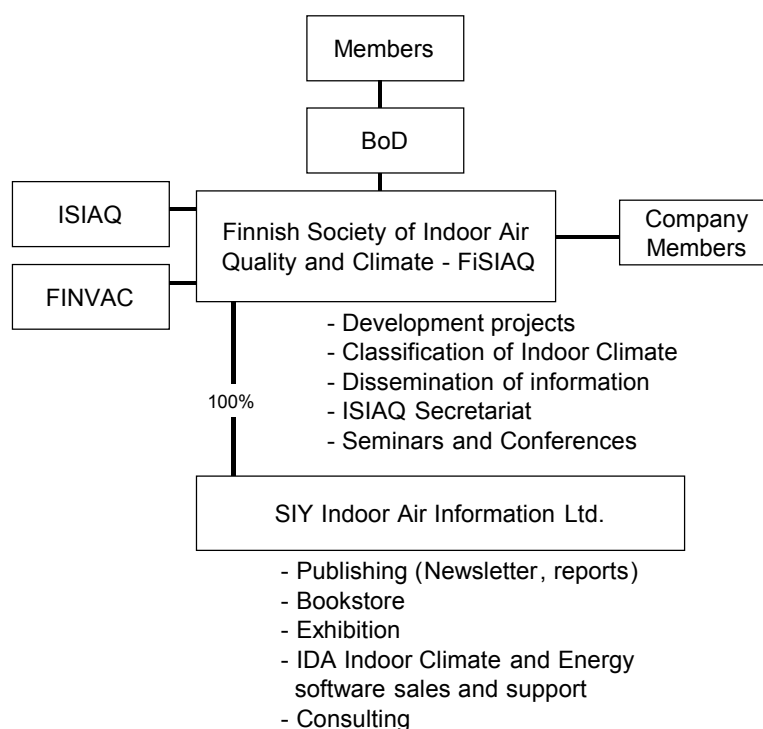 Members
BoD
ISIAQ
FINVAC
Finnish Society of Indoor Air
Quality and Climate - FiSIAQ
Company
Members
- Development projects
- Classification of Indoor Climate
- Dissemination of information
- ISIAQ Secretariat
- Seminars and Conferences
100%
SIY Indoor Air Information Ltd.
- Publishing (Newsletter, reports)
- Bookstore
- Exhibition
- IDA Indoor Climate and Energy
software sales and support
- Consulting